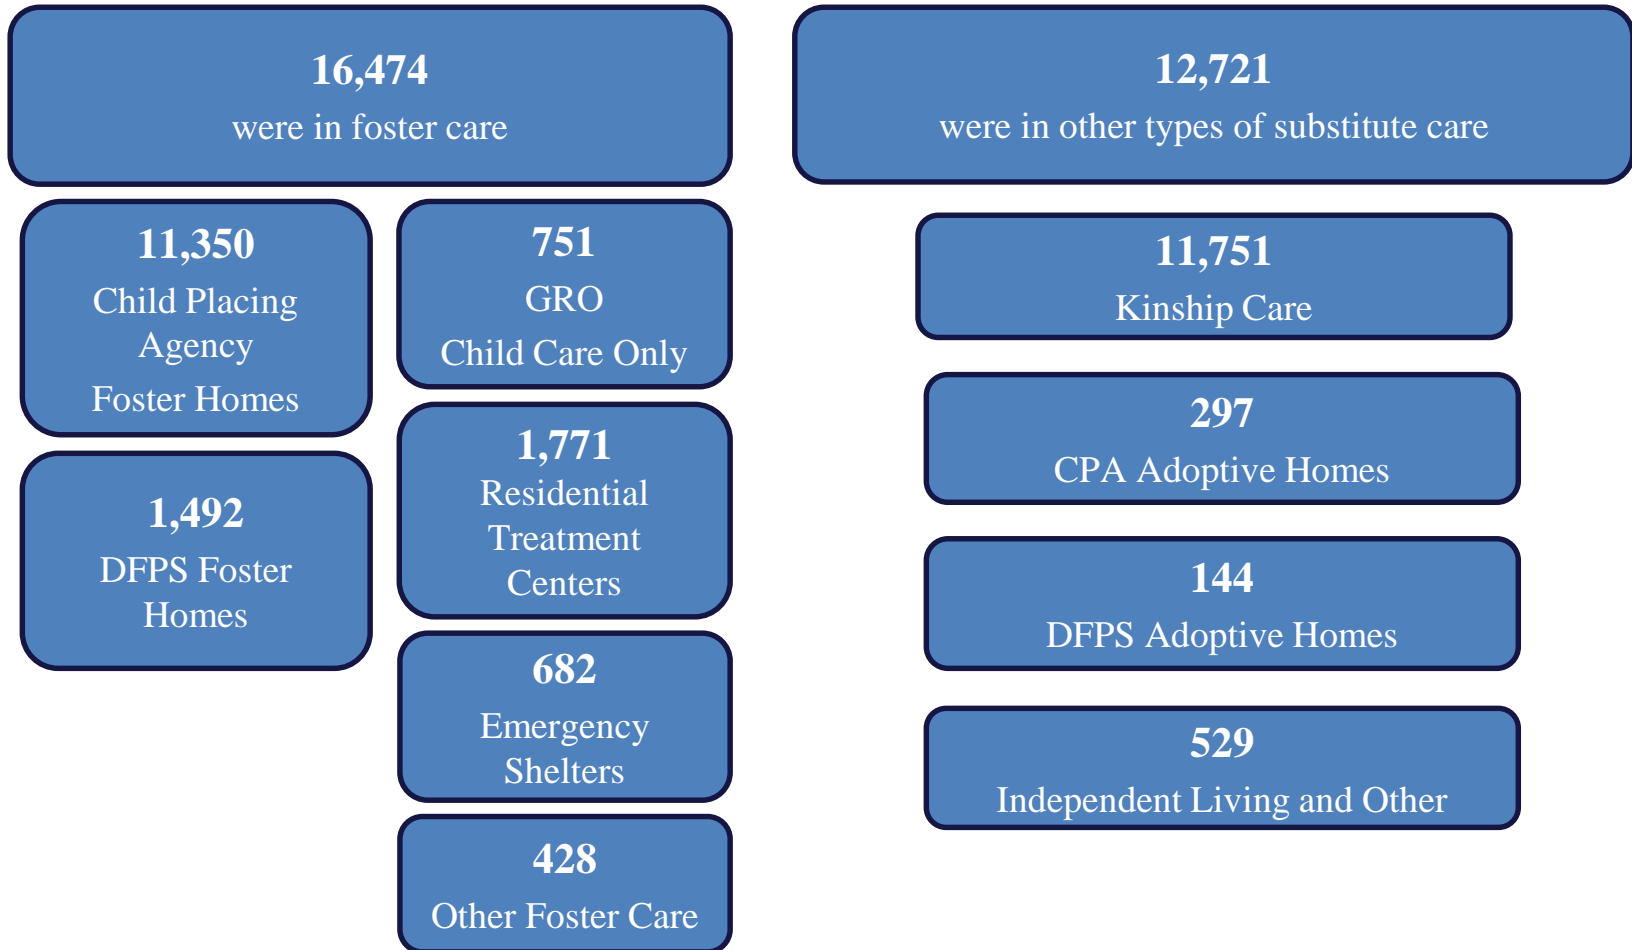 16,474
were in foster care
11,350
Child Placing
Agency
Foster Homes
1,492
DFPS Foster
Homes
751
GRO
Child Care Only
1,771
Residential
Treatment
Centers
682
Emergency
Shelters
428
Other Foster Care
12,721
were in other types of substitute care
11,751
Kinship Care
297
CPA Adoptive Homes
144
DFPS Adoptive Homes
529
Independent Living and Other